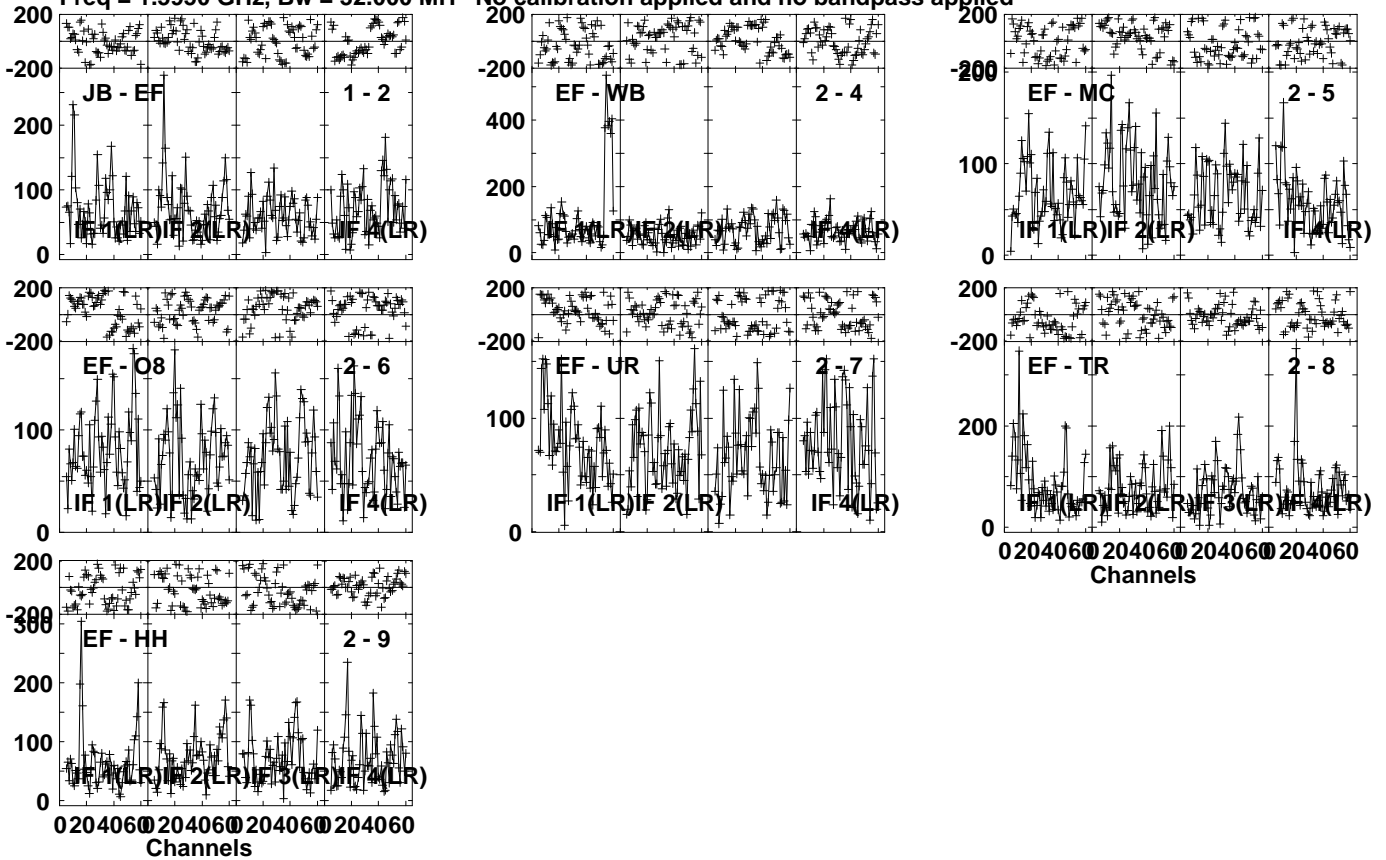 Bw = 32.000 MH No calibration applied and no bandpass applied
200 200 200
-200 -200 -200
JB - EF 1 - 2 EF - WB 2 - 4 EF - MC 2 - 5
200 400 200
100 200 100
0 0 0
IF 1(LR) IF 2(LR) IF 4(LR) IF 1(LR) IF 2(LR) IF 4(LR) IF 1(LR) IF 2(LR) IF 4(LR)
200 200 200
-200 -200 -200
EF - O8 2 - 6 EF - UR 2 - 7 EF - TR 2 - 8
100 100 200
0 0 0
IF 1(LR) IF 2(LR) IF 4(LR) IF 1(LR) IF 2(LR) IF 4(LR) IF 1(LR) IF 2(LR) IF 3(LR) IF 4(LR)
0 20 40 60 0 20 40 60 0 20 40 60 0 20 40 60
Channels
200
-200
300
EF - HH 2 - 9
200
100
0
IF 1(LR) IF 2(LR) IF 3(LR) IF 4(LR)
0 20 40 60 0 20 40 60 0 20 40 60 0 20 40 60
Channels